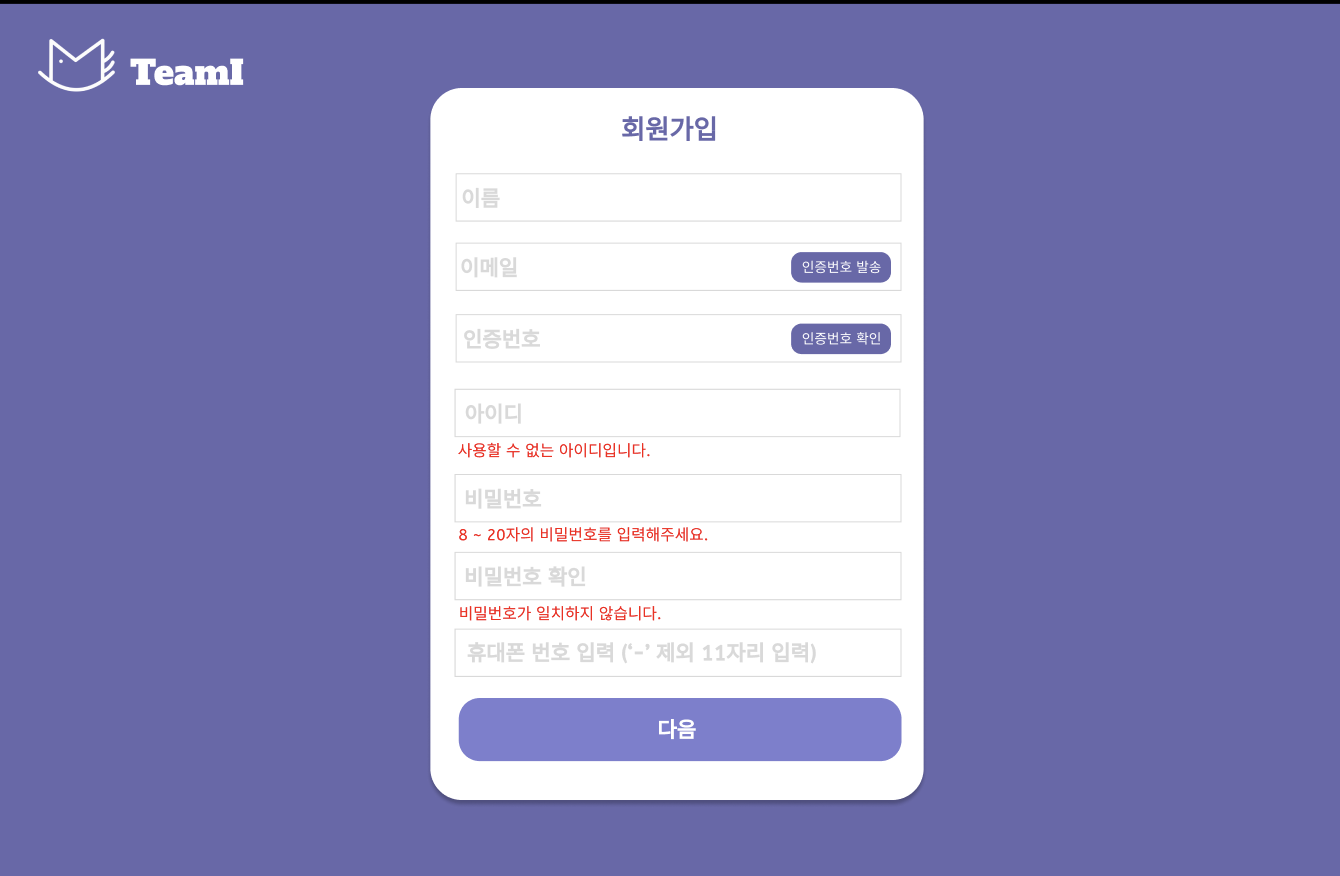 TeamI
회원가입
이름
이메일
인증번호 발송
인증번호
인증번호 확인
아이디
사용할 수 없는 아이디입니다.
비밀번호
8 ~ 20자의 비밀번호를 입력해주세요.
비밀번호 확인
비밀번호가 일치하지 않습니다.
휴대폰 번호 입력 (‘-’ 제외 11자리 입력)
다음